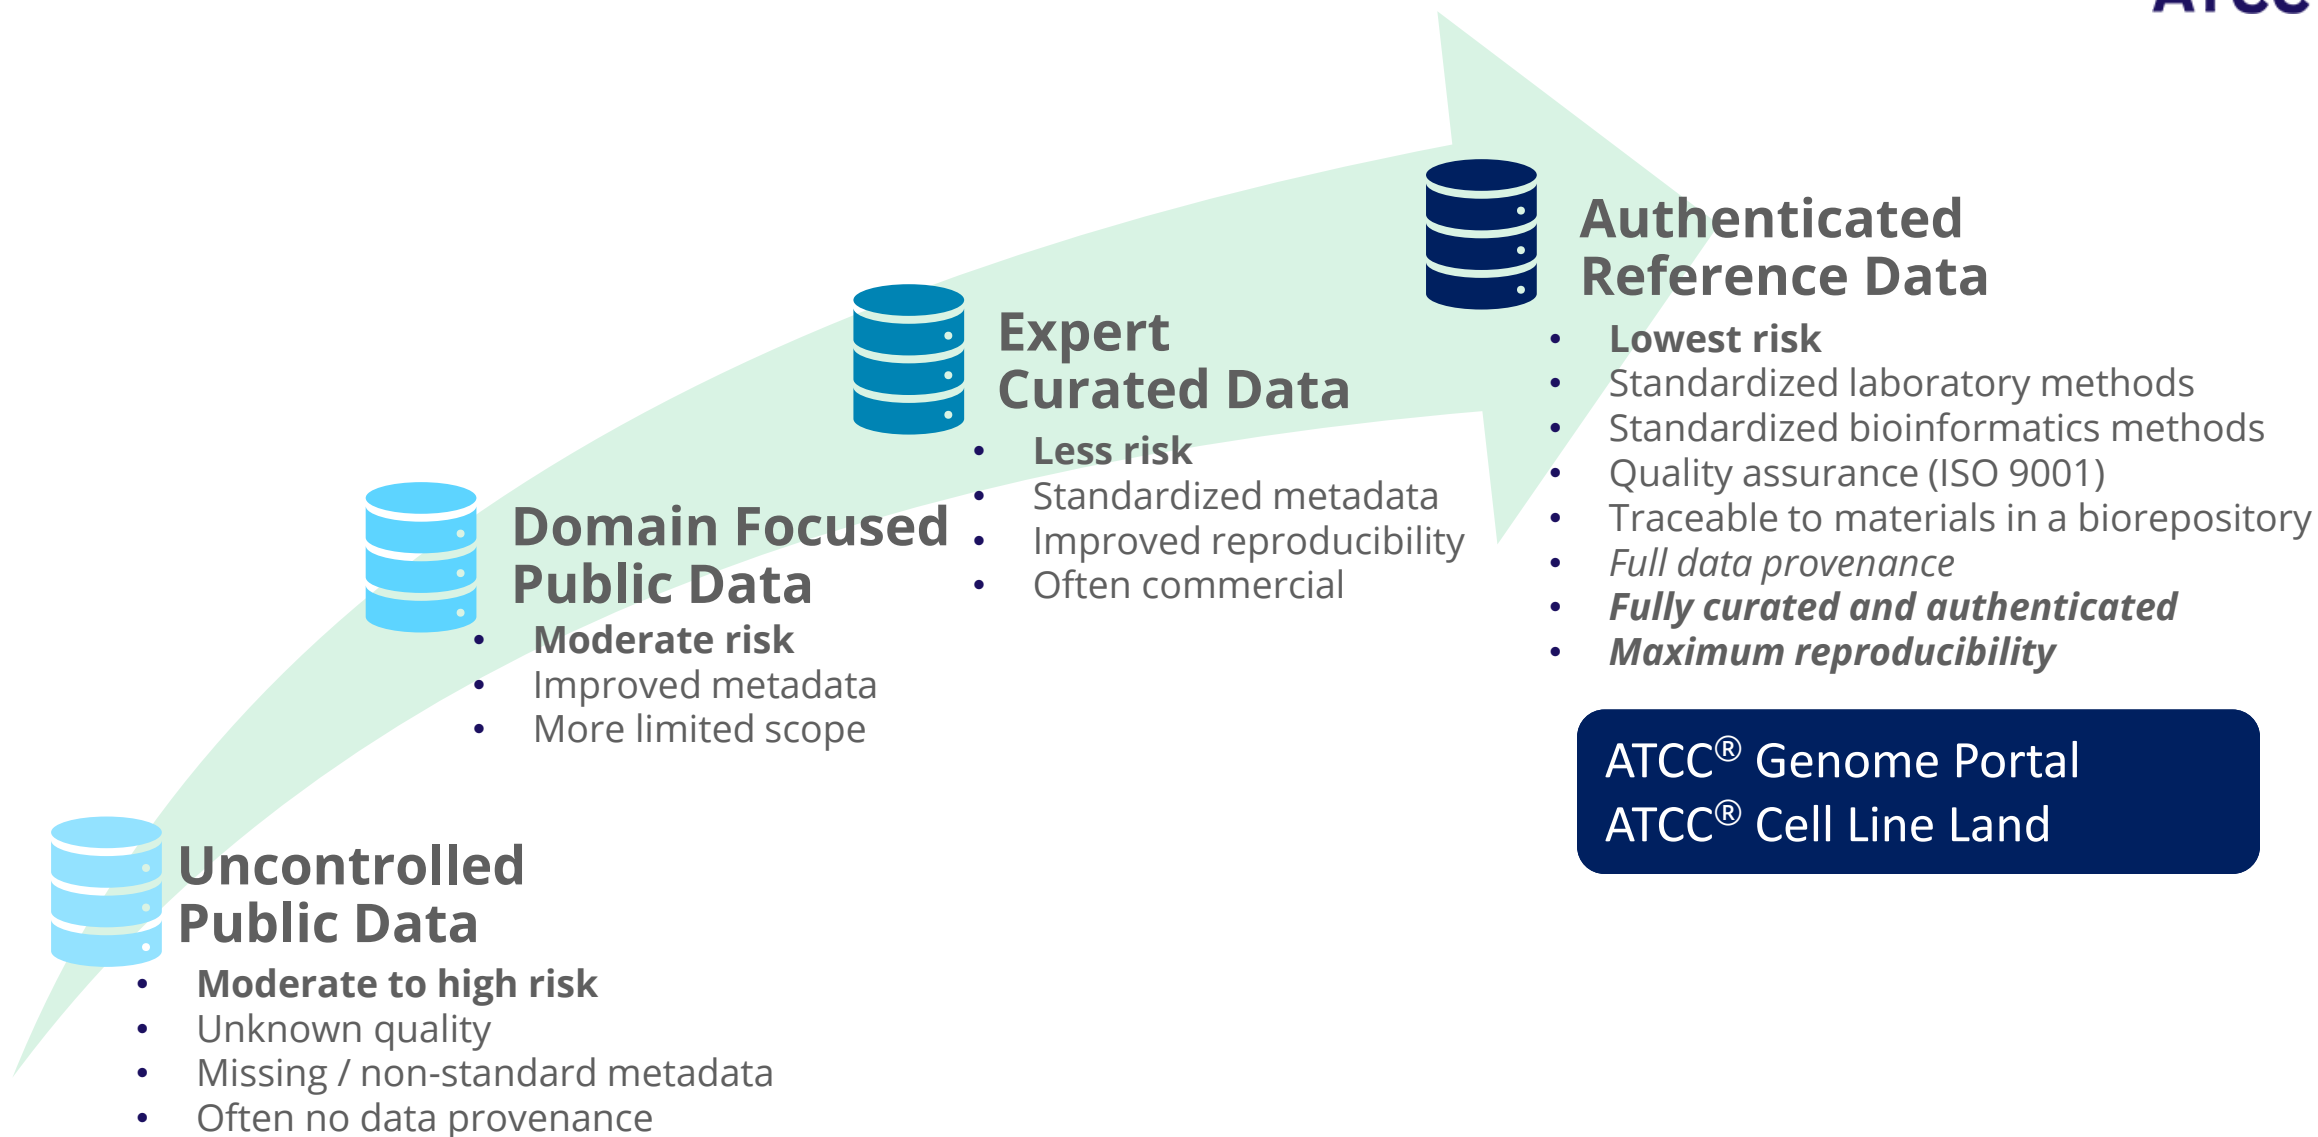 ATCC
Authenticated
Reference Data
• Lowest risk
• Standardized laboratory methods
• Standardized bioinformatics methods
• Quality assurance (ISO 9001)
• Traceable to materials in a biorepository
• Full data provenance
• Fully curated and authenticated
• Maximum reproducibility
ATCC® Genome Portal
ATCC® Cell Line Land
Expert
Curated Data
• Less risk
• Standardized metadata
• Improved reproducibility
• Often commercial
Domain Focused
Public Data
• Moderate risk
• Improved metadata
• More limited scope
Uncontrolled
Public Data
• Moderate to high risk
• Unknown quality
• Missing / non-standard metadata
• Often no data provenance